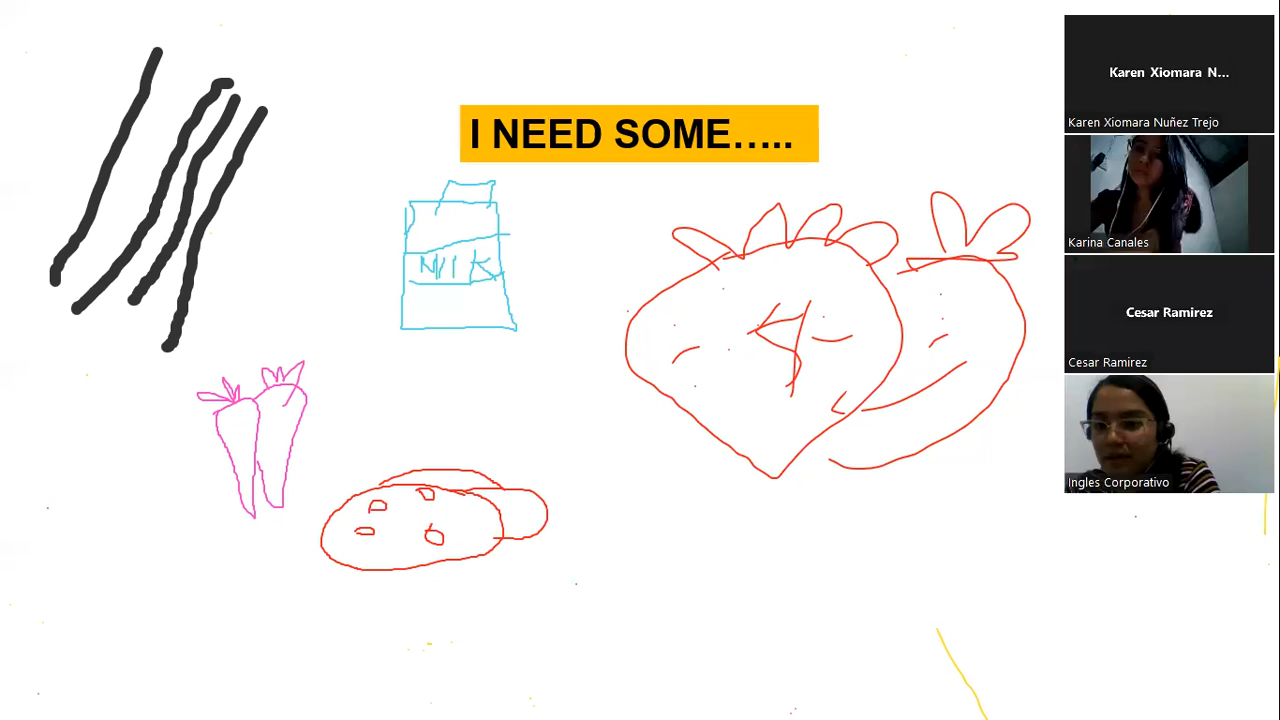 I NEED SOME.....
MILK
Karen Xiomara N...
Karen Xiomara Nuñez Trejo
Karina Canales
Cesar Ramirez
Cesar Ramirez
Ingles Corporativo